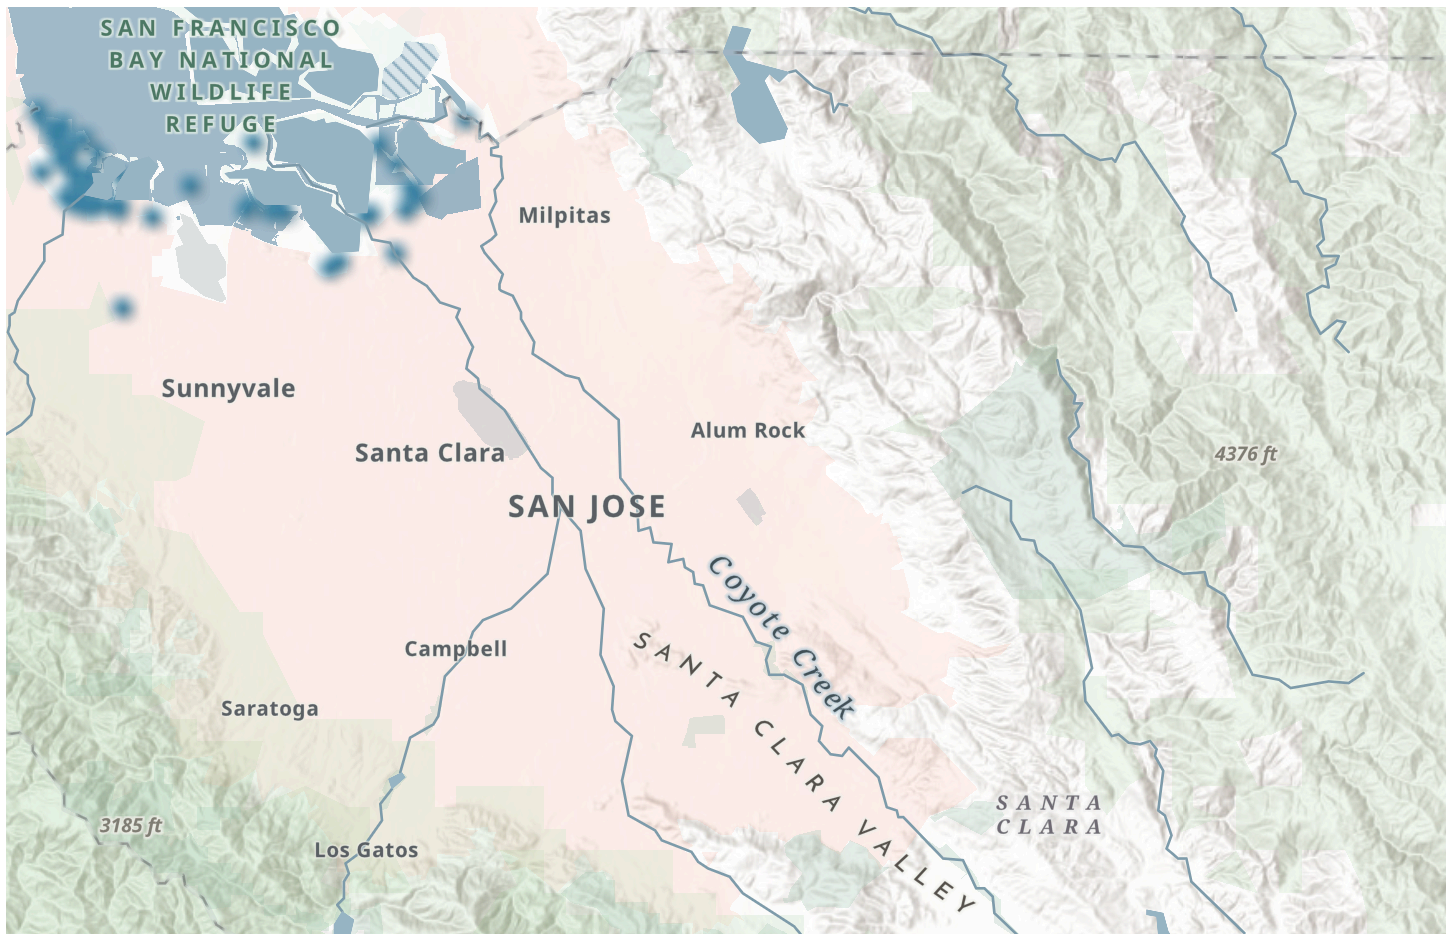 SAN FRANCISCO
BAY NATIONAL
WILDLIFE
REFUGE
Milpitas
Sunnyvale
Alum Rock
Santa Clara
4376 ft
SAN JOSE
Coyote Creek
Campbell
SANTA CLARA VALLEY
Saratoga
SANTA
CLARA
3185 ft
Los Gatos